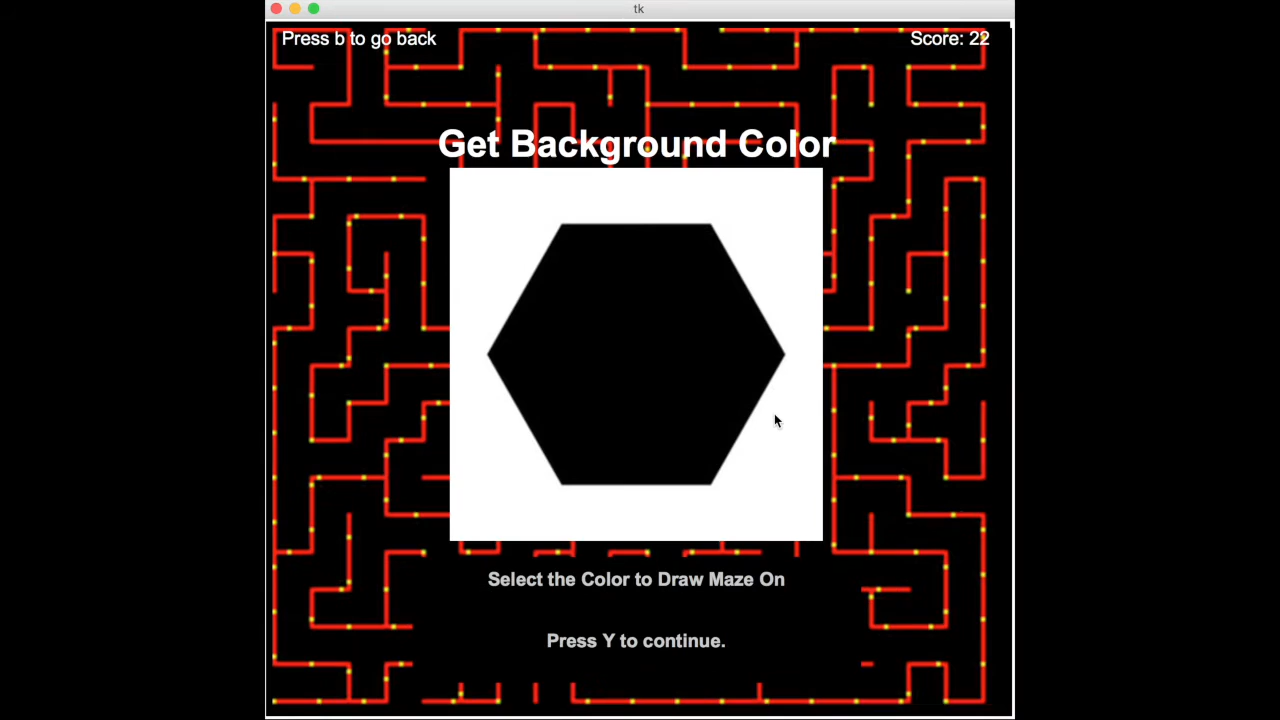 tk
Press b to go back
Score: 22
Get Background Color
Select the Color to Draw Maze On
Press Y to continue.